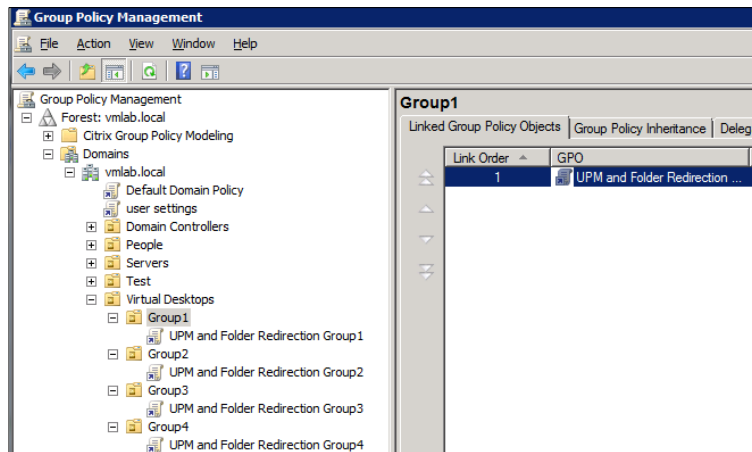 Group Policy Management
File Action View Window Help
Group Policy Management
Forest: vmlab.local
Citrix Group Policy Modeling
Domains
vmlab.local
Default Domain Policy
user settings
Domain Controllers
People
Servers
Test
Virtual Desktops
Group1
UPM and Folder Redirection Group1
Group2
UPM and Folder Redirection Group2
Group3
UPM and Folder Redirection Group3
Group4
UPM and Folder Redirection Group4
Group1
Linked Group Policy Objects Group Policy Inheritance Deleg
Link Order GPO
1 UPM and Folder Redirection ...